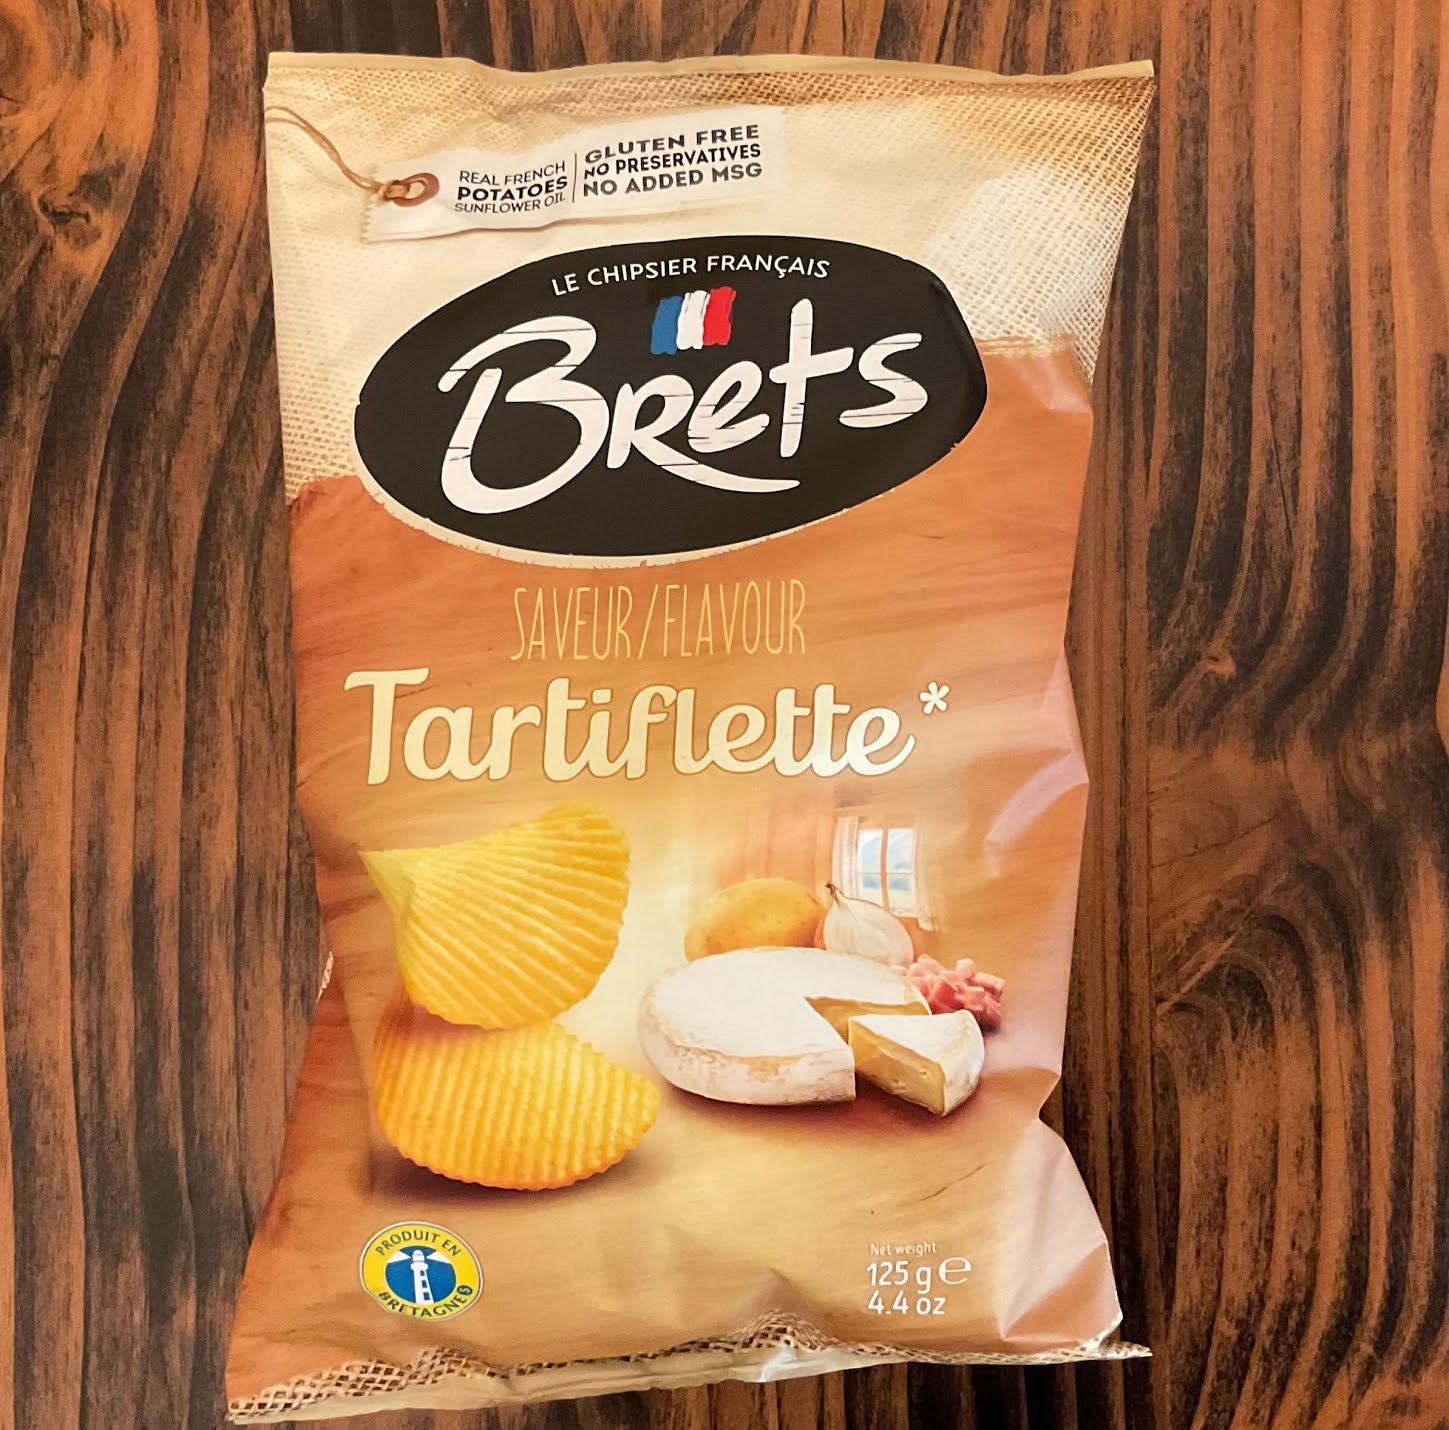 REAL FRENCH
POTATOES
SUNFLOWER OIL
GLUTEN FREE
NO PRESERVATIVES
NO ADDED MSG
LE CHIPSIER FRANÇAIS
Brets
SAVEUR/FLAVOUR
Tartiflette*
PRODUIT EN
BRETAGNE
Net weight
125 g e
4.4 oz